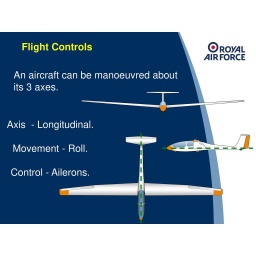 Flight Controls
ROYAL
AIR FORCE
An aircraft can be manoeuvred about
its 3 axes.
Axis - Longitudinal.
Movement - Roll.
Control - Ailerons.